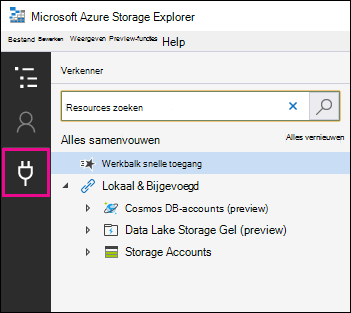 Microsoft Azure Storage Explorer
Bestand Bewerken Weergeven Preview-functies Help
Verkenner
Resources zoeken
Alles samenvouwen Alles vernieuwen
Werkbalk snelle toegang
Lokaal & Bijgevoegd
Cosmos DB-accounts (preview)
Data Lake Storage Gel (preview)
Storage Accounts